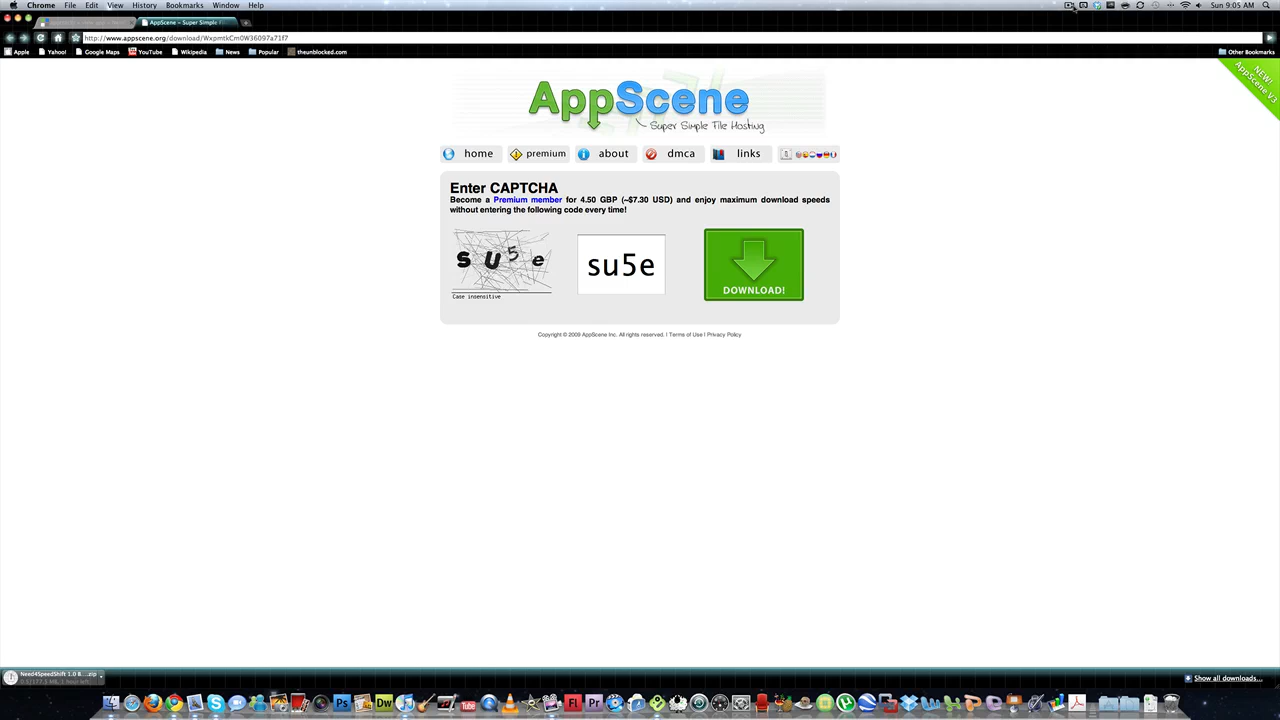 Chrome File Edit View History Bookmarks Window Help
Sun 9:05 AM
AppScene – Super Simple F
http://www.appscene.org/download/WxpmtkCm0W36097a71f7
Apple Yahoo! Google Maps YouTube Wikipedia News Popular theunblocked.com Other Bookmarks
NEW!
AppScene V3
AppScene
Super Simple File Hosting
home premium about dmca links
Enter CAPTCHA
Become a Premium member for 4.50 GBP (~$7.30 USD) and enjoy maximum download speeds
without entering the following code every time!
su5e
su5e
DOWNLOAD!
Case insensitive
Copyright © 2009 AppScene Inc. All rights reserved. | Terms of Use | Privacy Policy
Need4SpeedShift 1.0 B....zip
Show all downloads...